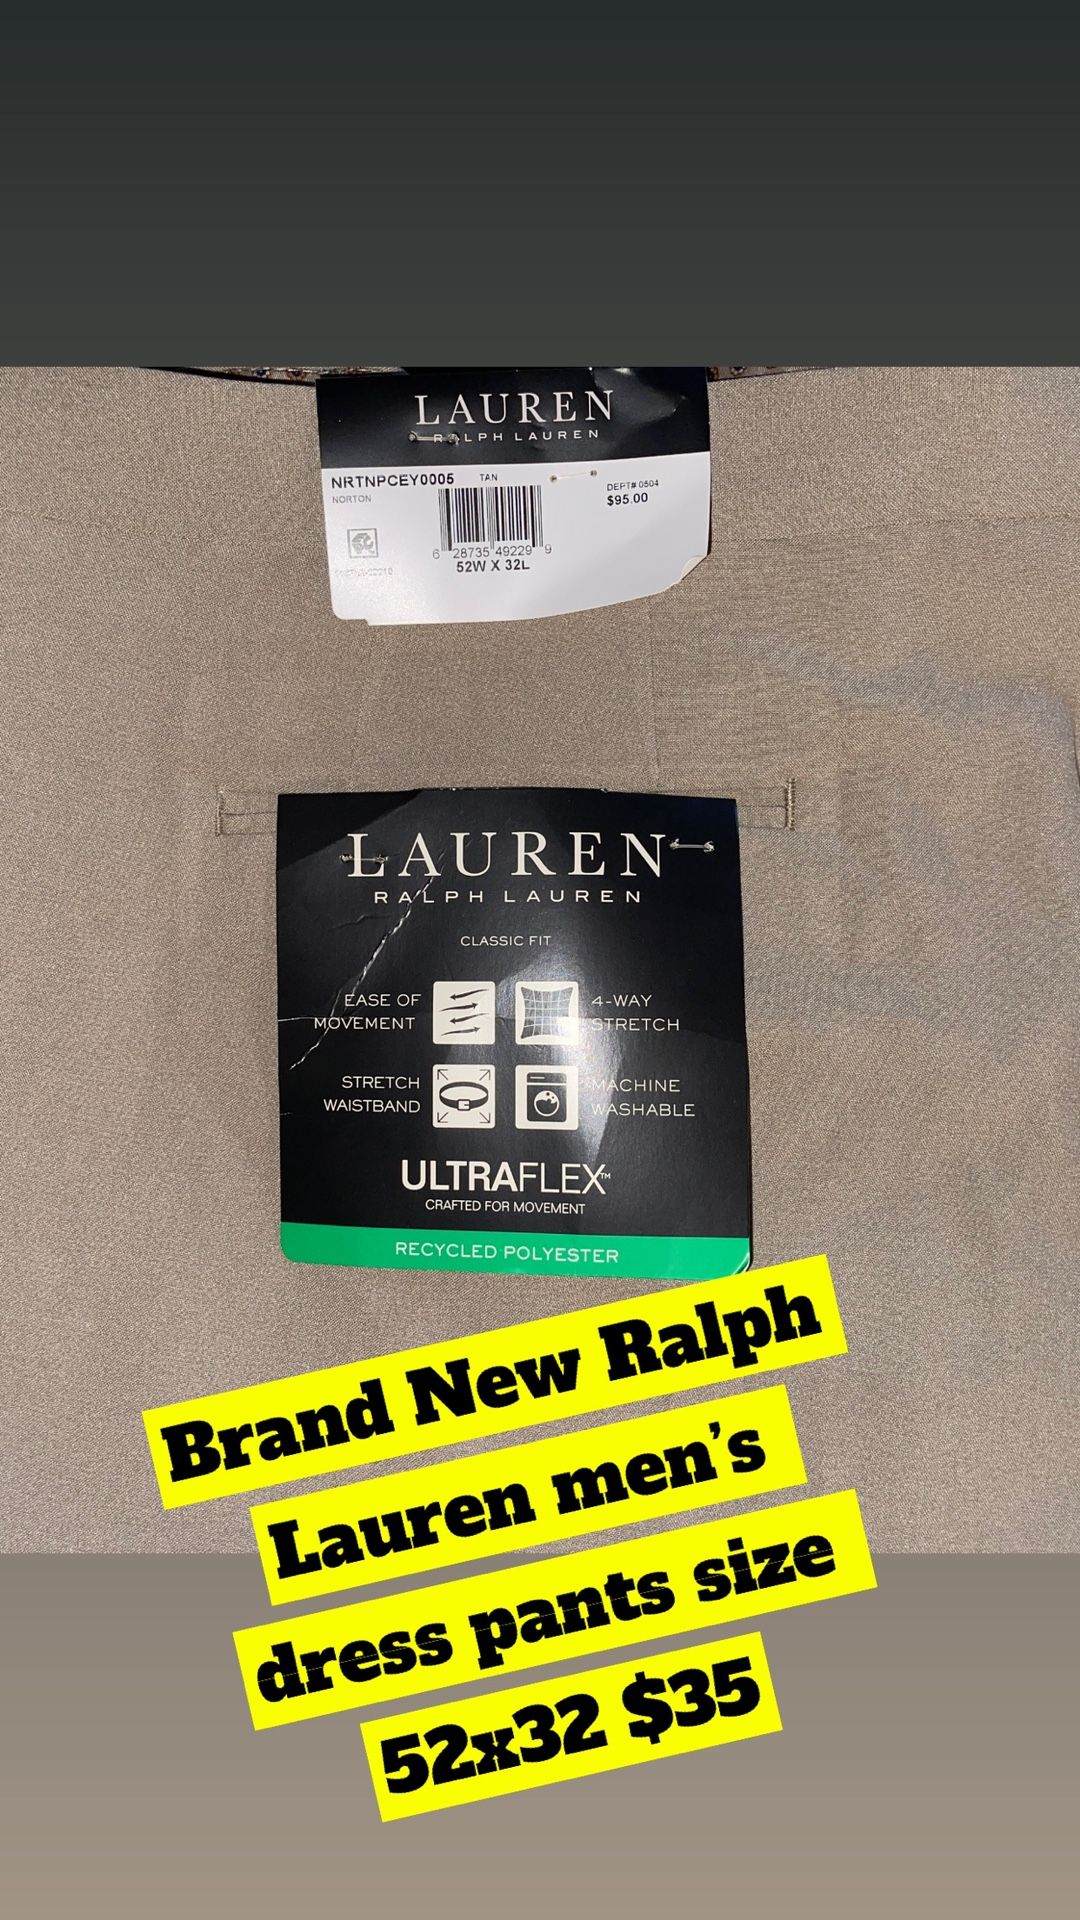 LAUREN
RALPH LAUREN
NRTNPCEY0005 TAN
NORTON
DEPT# 0504
$95.00
6 28735 49229 9
52W X 32L
LAUREN
RALPH LAUREN
CLASSIC FIT
EASE OF
MOVEMENT
4-WAY
STRETCH
STRETCH
WAISTBAND
MACHINE
WASHABLE
ULTRAFLEX™
CRAFTED FOR MOVEMENT
RECYCLED POLYESTER
Brand New Ralph
Lauren men's
dress pants size
52x32 $35